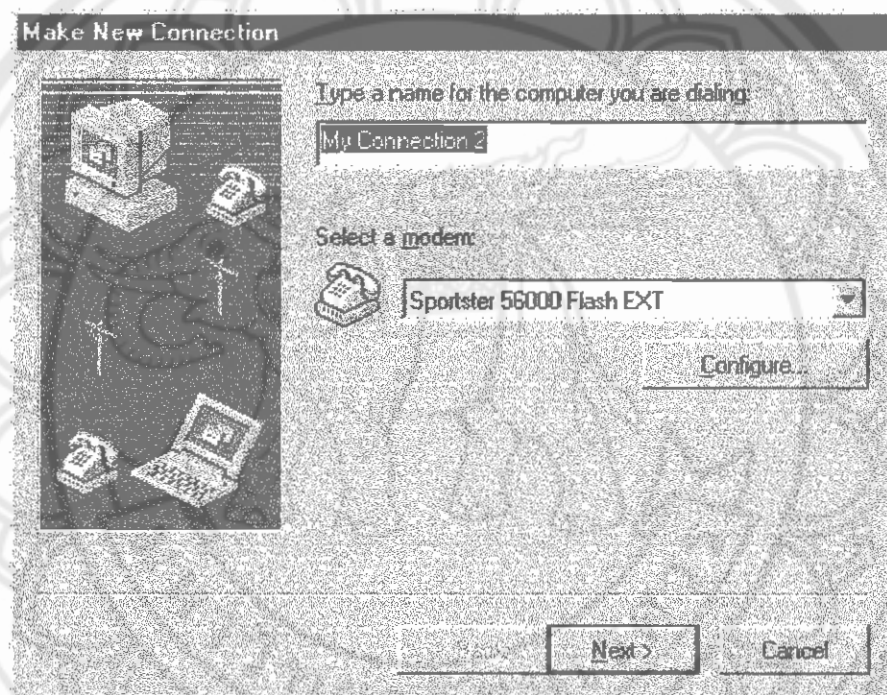 Make New Connection
Type a name for the computer you are dialing:
My Connection 2
Select a modem:
Sportster 56000 Flash EXT
Configure...
Next >
Cancel